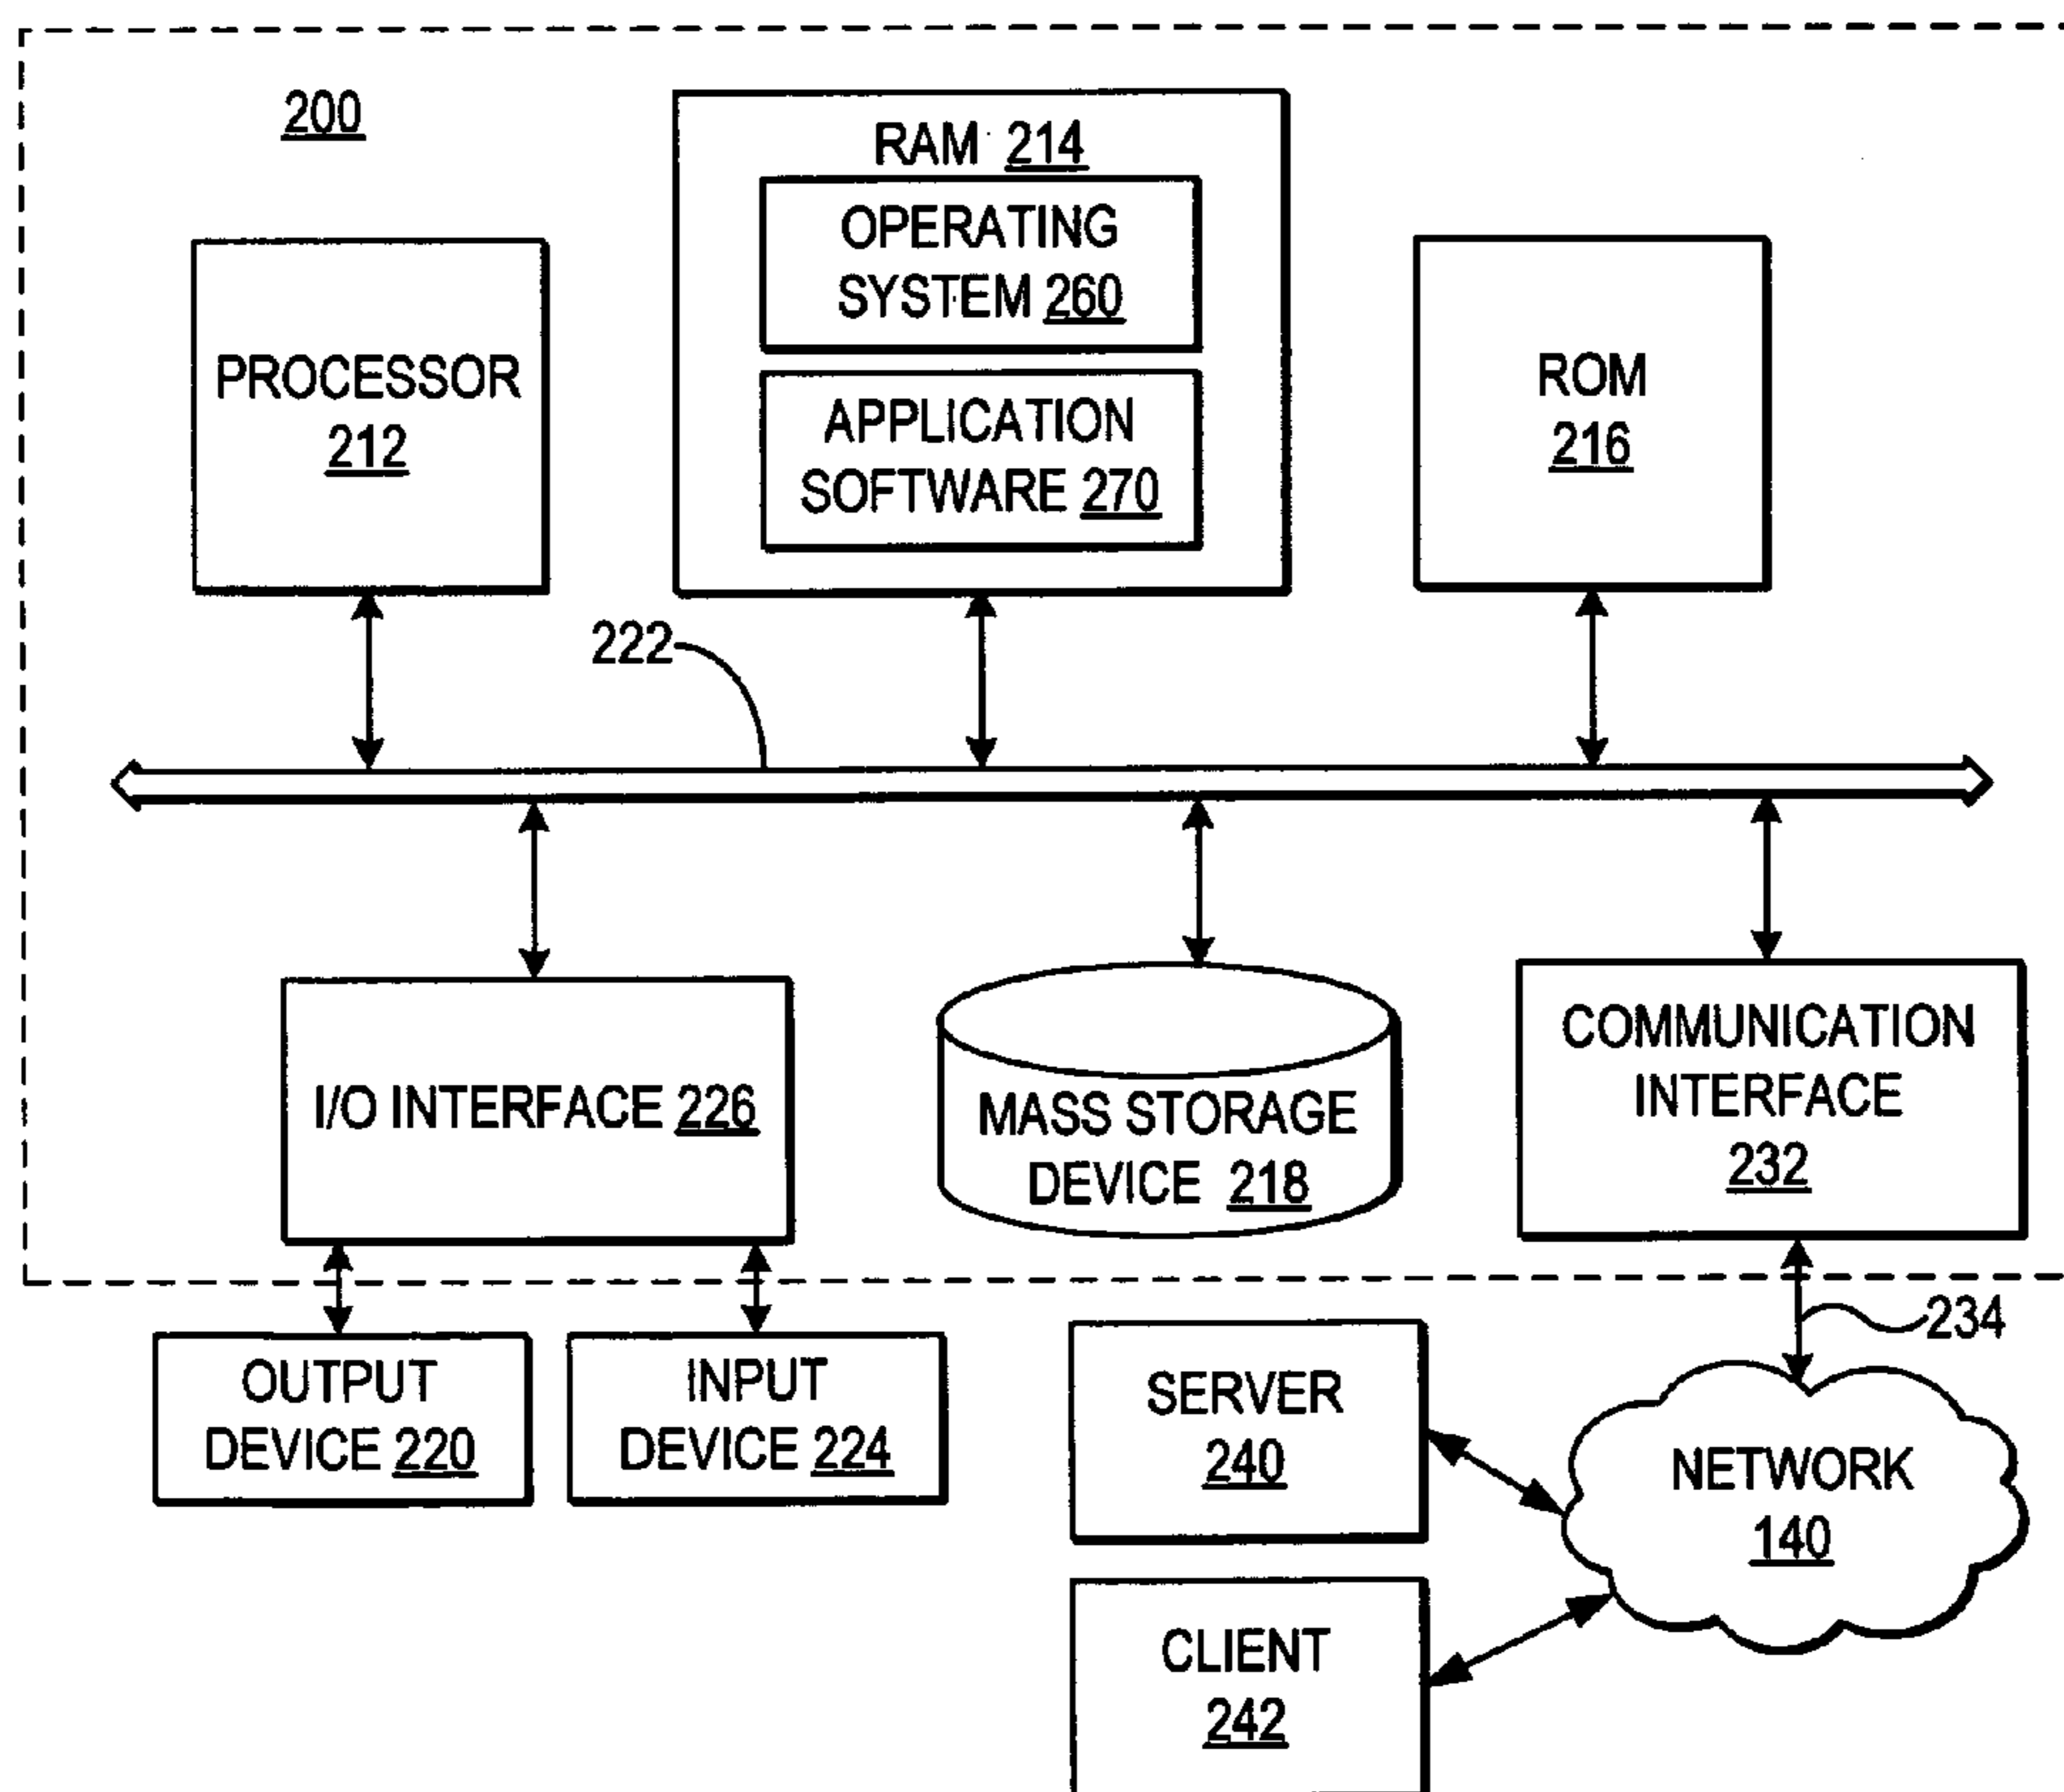 200
RAM 214
OPERATING
SYSTEM 260
APPLICATION
SOFTWARE 270
PROCESSOR
212
ROM
216
222
I/O INTERFACE 226
MASS STORAGE
DEVICE 218
COMMUNICATION
INTERFACE
232
234
OUTPUT
DEVICE 220
INPUT
DEVICE 224
SERVER
240
NETWORK
140
CLIENT
242